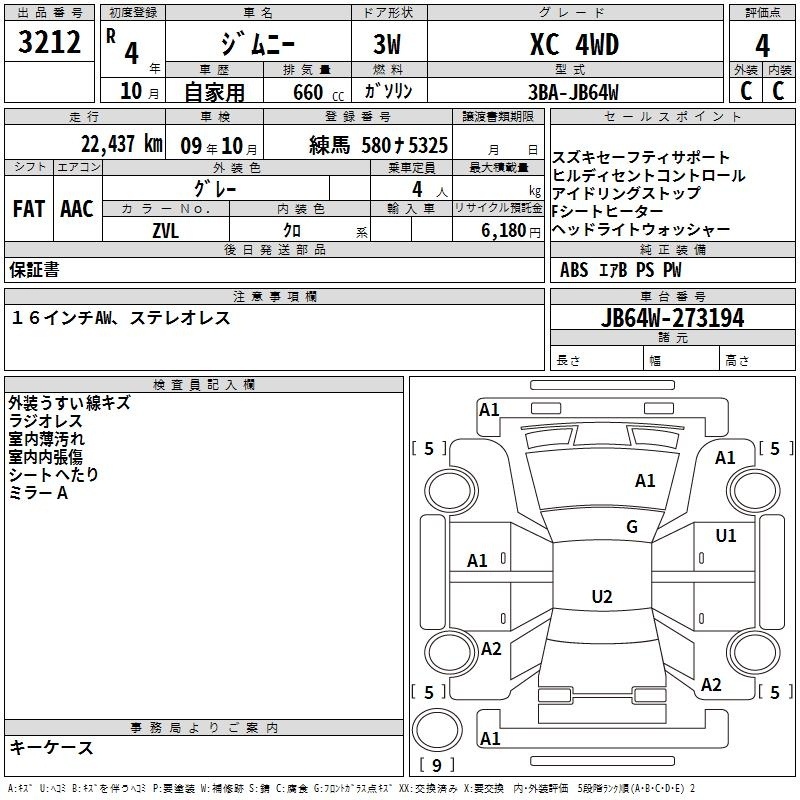 出品番号
3212
初度登録
R 4 年
10 月
車名
ジムニー
ドア形状
3W
グレード
XC 4WD
評価点
4
車歴
自家用
排気量
660 CC
燃料
ガソリン
型式
3BA-JB64W
外装 内装
C C
走行
22,437 km
車検
09 年 10 月
登録番号
練馬 580 ナ 5325
譲渡書類期限
月 日
シフト
FAT
エアコン
AAC
外装色
グレー
乗車定員
4 人
最大積載量
kg
カラーNo.
ZVL
内装色
クロ 系
輸入車
リサイクル預託金
6,180 円
後日発送部品
保証書
セールスポイント
スズキセーフティサポート
ヒルディセントコントロール
アイドリングストップ
Fシートヒーター
ヘッドライトウォッシャー
純正装備
ABS エアB PS PW
注意事項欄
16インチAW、ステレオレス
車台番号
JB64W-273194
諸元
長さ 幅 高さ
検査員記入欄
外装うすい線キズ
ラジオレス
室内薄汚れ
室内内張傷
シートへたり
ミラーA
事務局よりご案内
キーケース
A1
[ 5 ] [ 5 ]
A1
A1
G
U1
A1
U2
A2
A2
[ 5 ] [ 5 ]
A1
[ 9 ]
A:キズ U:ヘコミ B:キズを伴うヘコミ P:要塗装 W:補修跡 S:錆 C:腐食 G:フロントガラス点キズ XX:交換済み X:要交換 内・外装評価 5段階ランク順(A・B・C・D・E) 2